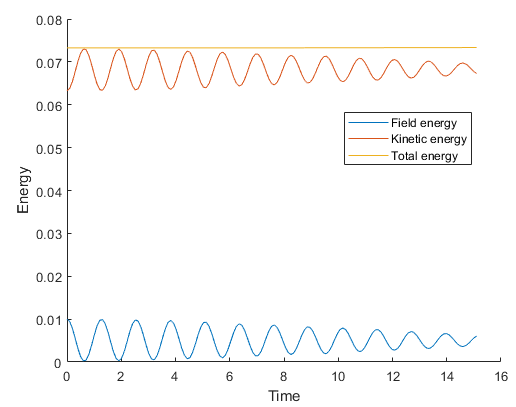 0.08
0.07
0.06
0.05
0.04
0.03
0.02
0.01
0
Energy
Field energy
Kinetic energy
Total energy
0 2 4 6 8 10 12 14 16
Time